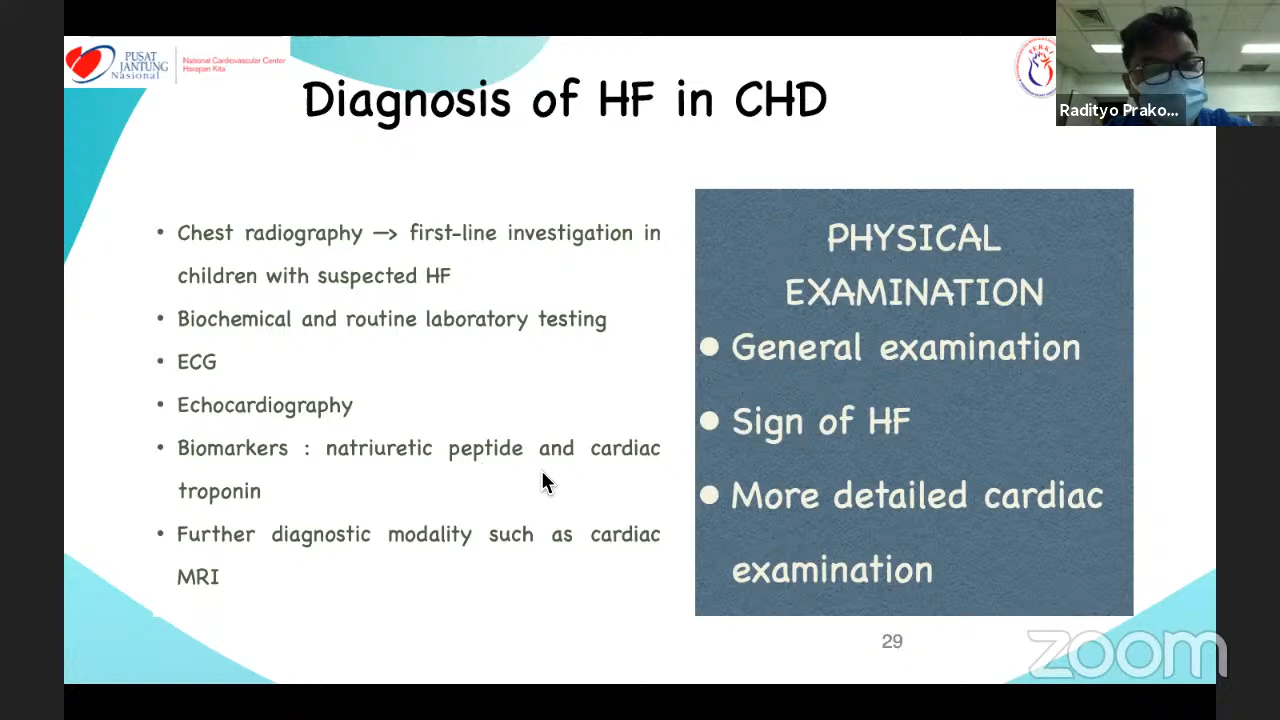 PUSAT
JANTUNG
Nasional
National Cardiovascular Center
Harapan Kita
PERKI
Diagnosis of HF in CHD
Radityo Prako...
• Chest radiography —> first-line investigation in
children with suspected HF
• Biochemical and routine laboratory testing
• ECG
• Echocardiography
• Biomarkers : natriuretic peptide and cardiac
troponin
• Further diagnostic modality such as cardiac
MRI
PHYSICAL
EXAMINATION
• General examination
• Sign of HF
• More detailed cardiac
examination
29
zoom